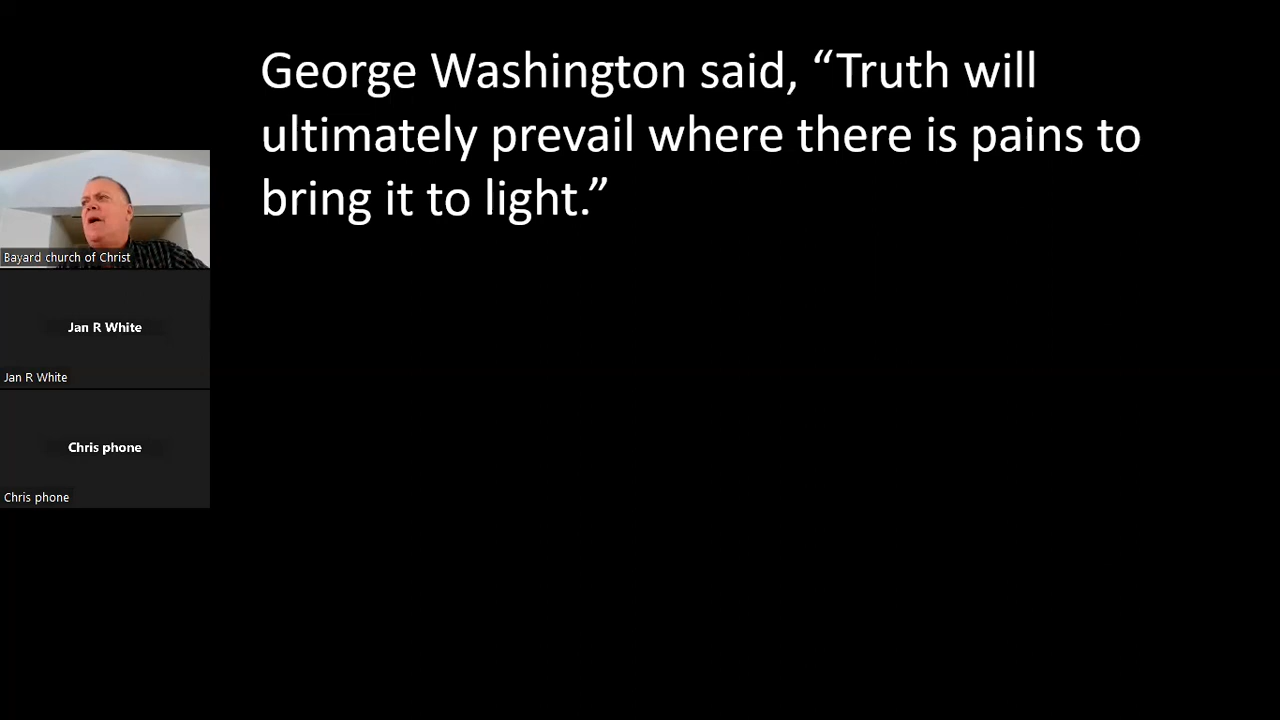 George Washington said, “Truth will
ultimately prevail where there is pains to
bring it to light.”
Bayard church of Christ
Jan R White
Jan R White
Chris phone
Chris phone